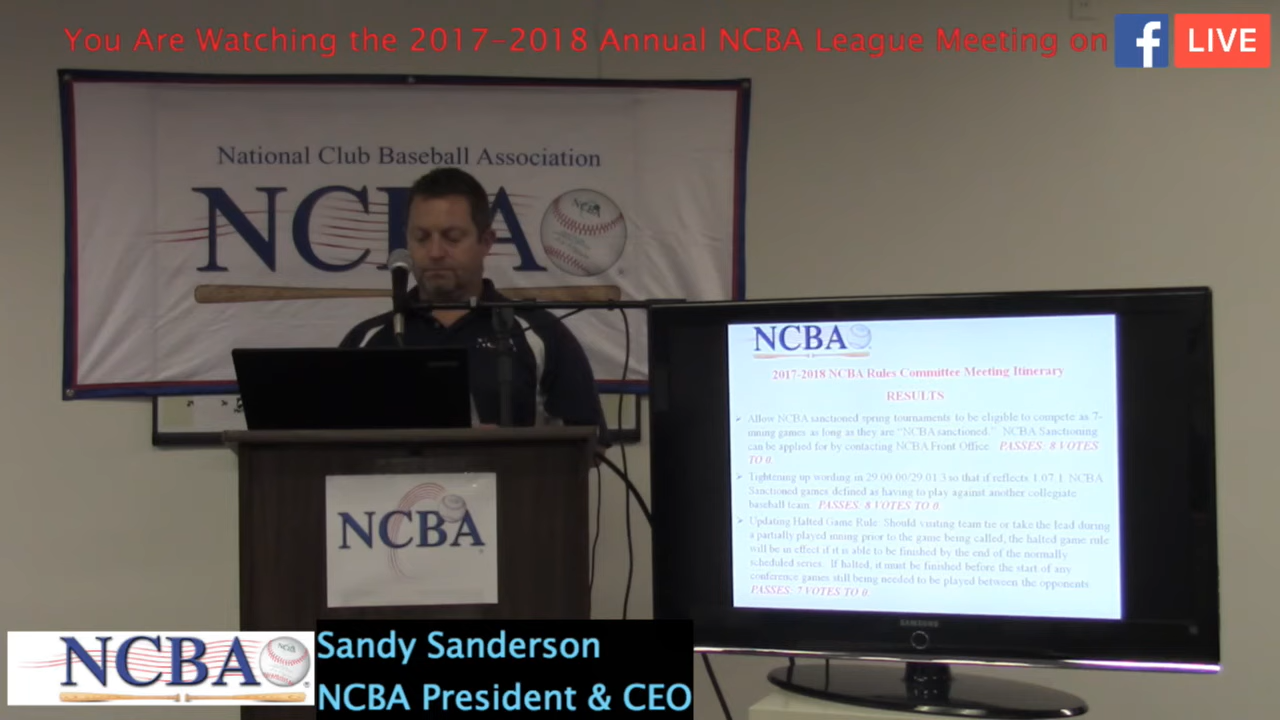 You Are Watching the 2017-2018 Annual NCBA League Meeting on f LIVE
National Club Baseball Association
NCBA
NCBA
2017-2018 NCBA Rules Committee Meeting Itinerary
RESULTS
Allow NCBA sanctioned spring tournaments to be eligible to compete as 7-
inning games as long as they are "NCBA sanctioned." NCBA Sanctioning
can be applied for by contacting NCBA Front Office. PASSES: 8 VOTES
TO 0.
Tightening up wording in 29.00.00/29.01.3 so that if reflects 1.07.1 NCBA
Sanctioned games defined as having to play against another collegiate
baseball team. PASSES: 8 VOTES TO 0.
Updating Halted Game Rule. Should visiting team tie or take the lead during
a partially played inning prior to the game being called, the halted game rule
will be in effect if it is able to be finished by the end of the normally
scheduled series. If halted, it must be finished before the start of any
conference games still being needed to be played between the opponents.
PASSES: 7 VOTES TO 0.
SAMSUNG
NCBA
NCBA
Sandy Sanderson
NCBA President & CEO